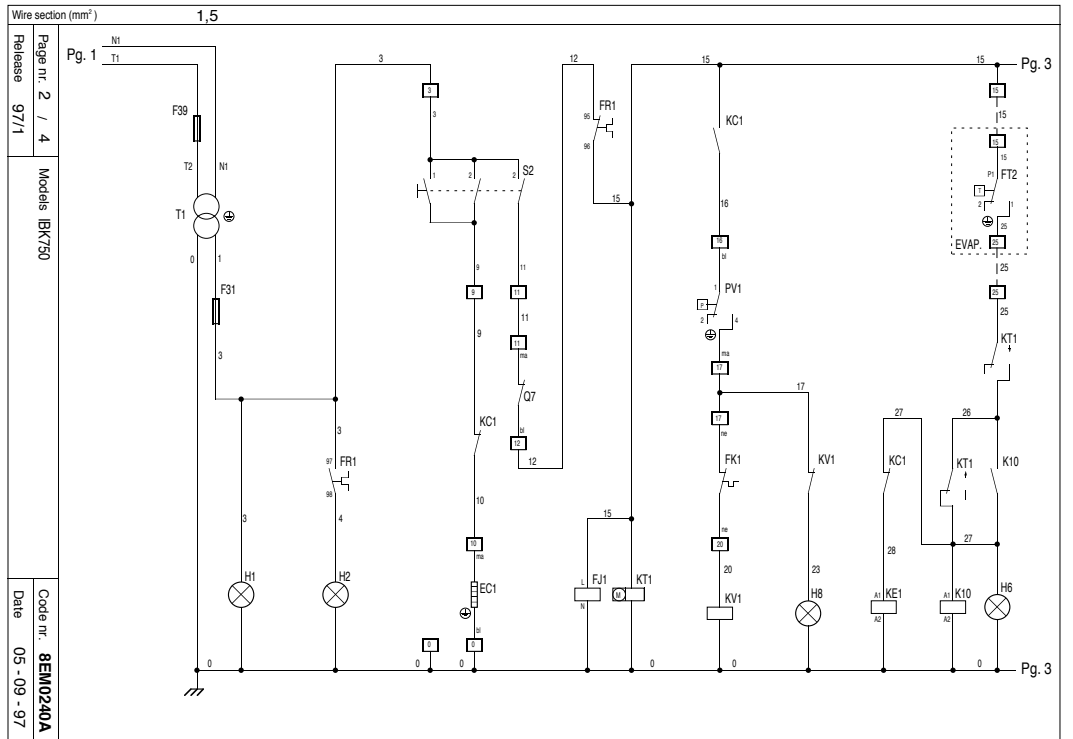 Wire section (mm²) 1,5
Page nr. 2 / 4
Release 97/1
Models IBK750
Code nr. 8EM0240A
Date 05 - 09 - 97
Pg. 1
N1
T1
F39
T2
N1
T1
0
1
F31
3
3
12
15
15
Pg. 3
3
3
1
2
2
S2
95
FR1
96
15
KC1
16
16
bl
15
15
15
15
P1
FT2
T
2
1
25
EVAP.
25
25
25
25
9
11
9
11
11
9
11
ma
Q7
bl
12
12
1
PV1
P
2
4
ma
17
17
17
ne
KT1
3
97
FR1
98
4
KC1
10
10
ma
EC1
bl
0
0
FK1
ne
20
20
KV1
KV1
23
H8
27
26
KC1
KT1
K10
27
28
3
H1
H2
15
L
FJ1
N
M
KT1
A1
KE1
A2
A1
K10
A2
H6
0
0
0
0
0
0
Pg. 3